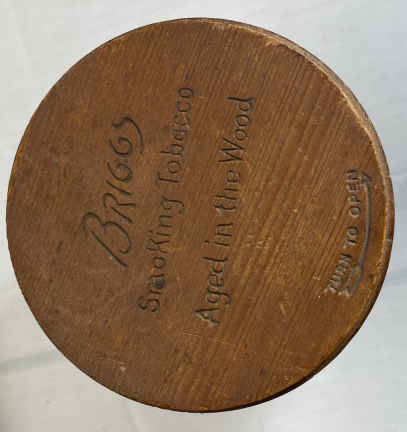 BRIGGS
Smoking Tobacco
Aged in the Wood
TURN TO OPEN